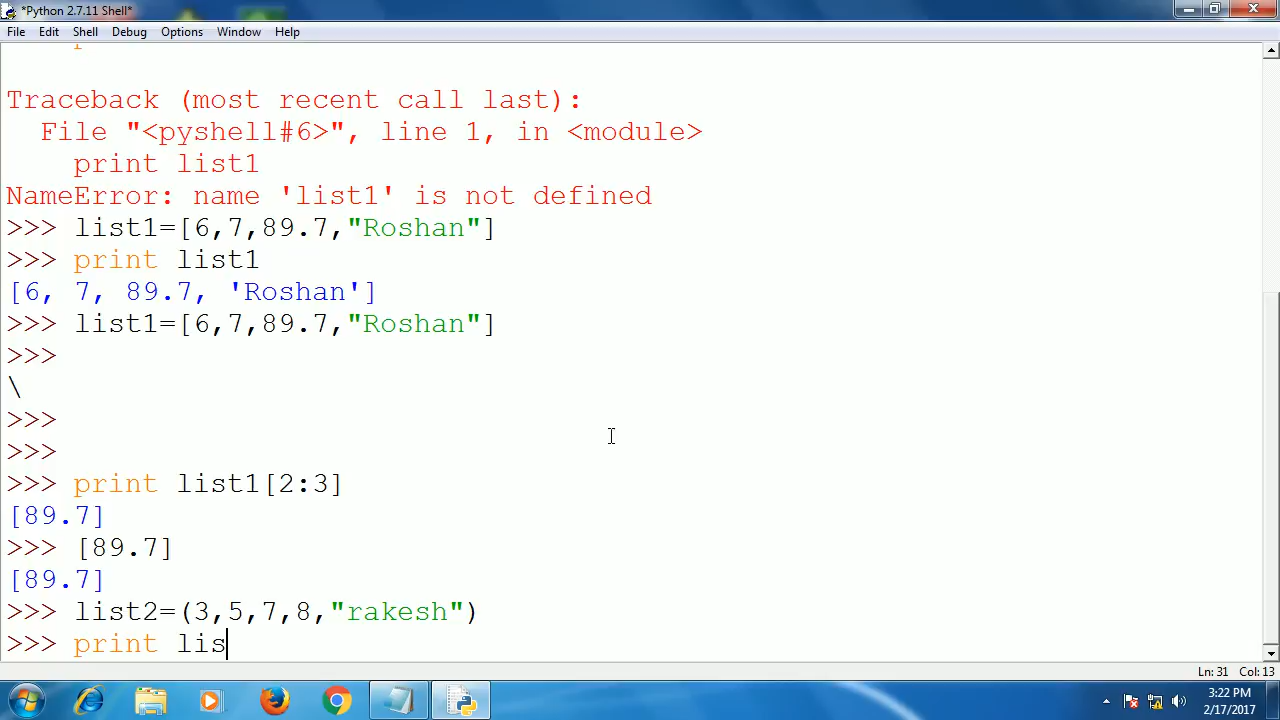 *Python 2.7.11 Shell*
File Edit Shell Debug Options Window Help
Traceback (most recent call last):
  File "<pyshell#6>", line 1, in <module>
    print list1
NameError: name 'list1' is not defined
>>> list1=[6,7,89.7,"Roshan"]
>>> print list1
[6, 7, 89.7, 'Roshan']
>>> list1=[6,7,89.7,"Roshan"]
>>>
\
>>>
>>>
>>> print list1[2:3]
[89.7]
>>> [89.7]
[89.7]
>>> list2=(3,5,7,8,"rakesh")
>>> print lis
Ln: 31 Col: 13
3:22 PM
2/17/2017